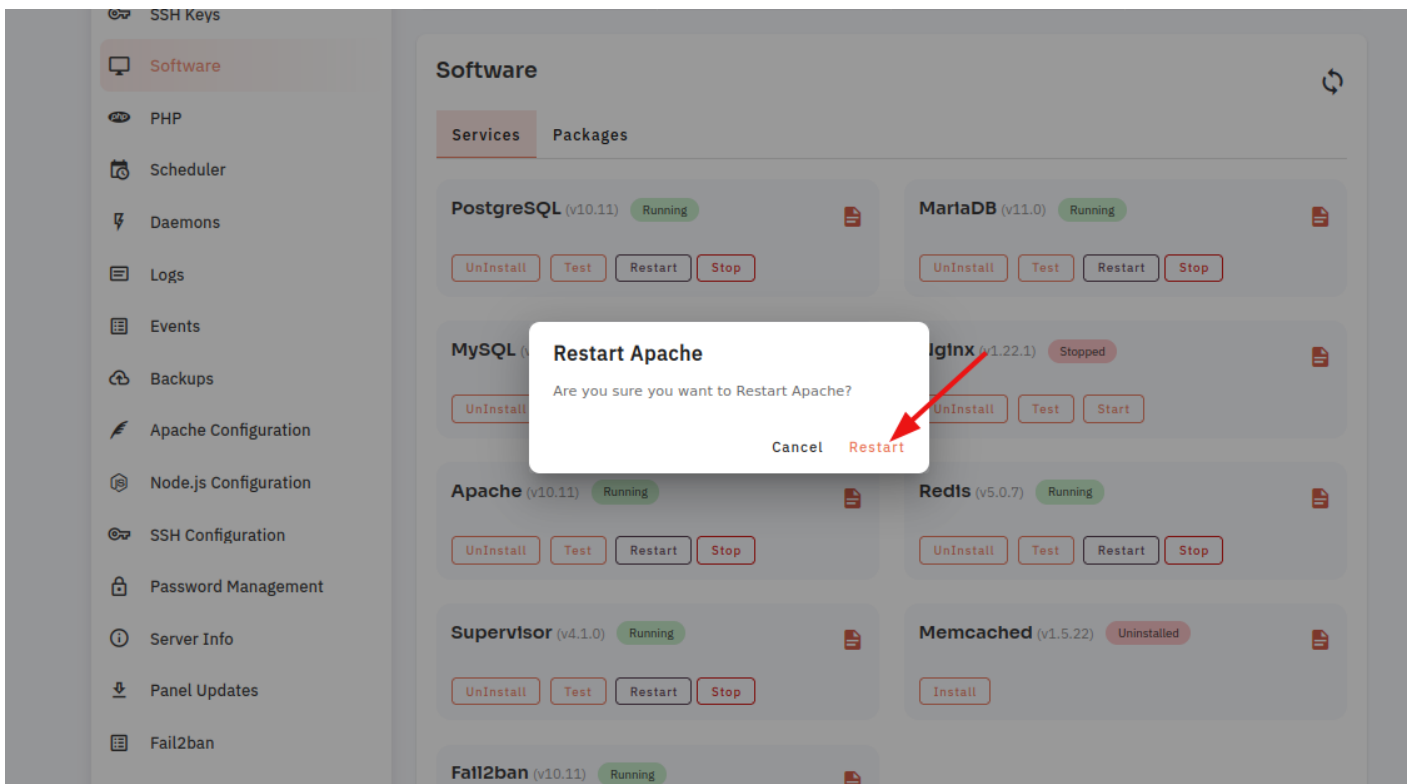 SSH Keys
Software
PHP
Scheduler
Daemons
Logs
Events
Backups
Apache Configuration
Node.js Configuration
SSH Configuration
Password Management
Server Info
Panel Updates
Fail2ban
Software
Services Packages
PostgreSQL (v10.11) Running
UnInstall Test Restart Stop
MariaDB (v11.0) Running
UnInstall Test Restart Stop
MySQL (v
UnInstall
Nginx (v1.22.1) Stopped
UnInstall Test Start
Restart Apache
Are you sure you want to Restart Apache?
Cancel Restart
Apache (v10.11) Running
UnInstall Test Restart Stop
Redis (v5.0.7) Running
UnInstall Test Restart Stop
Supervisor (v4.1.0) Running
UnInstall Test Restart Stop
Memcached (v1.5.22) Uninstalled
Install
Fail2ban (v10.11) Running